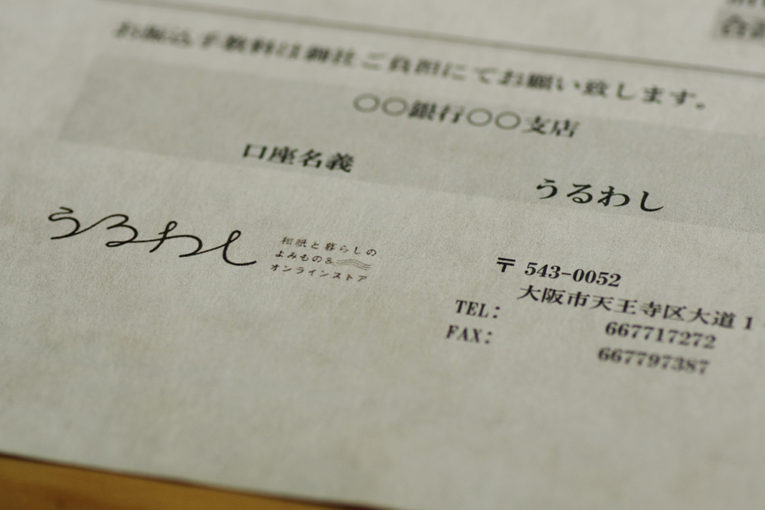 合計
お振込手数料は御社ご負担にてお願い致します。
〇〇銀行〇〇支店
口座名義 うるわし
うるわし
和紙と暮らしの
よみもの&
オンラインストア
〒 543-0052
大阪市天王寺区大道1
TEL: 667717272
FAX: 667797387